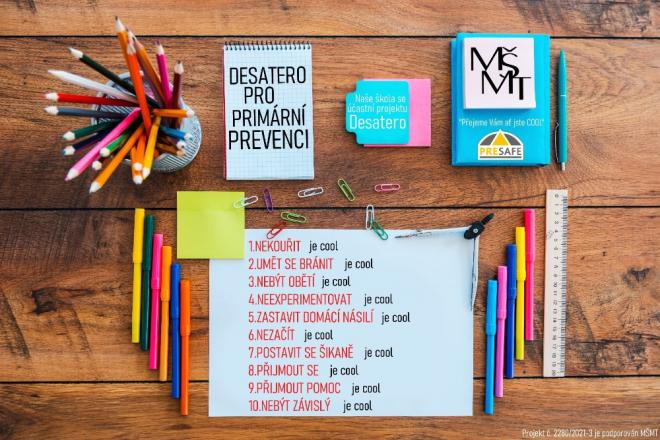 DESATERO
PRO
PRIMÁRNÍ
PREVENCI
Naše škola se
účastní projektu
Desatero
MŠ
MT
"Přejeme Vám ať jste COOL"
PRESAFE
1.NEKOUŘIT je cool
2.UMĚT SE BRÁNIT je cool
3.NEBÝT OBĚTÍ je cool
4.NEEXPERIMENTOVAT je cool
5.ZASTAVIT DOMÁCÍ NÁSILÍ je cool
6.NEZAČÍT je cool
7.POSTAVIT SE ŠIKANĚ je cool
8.PŘIJMOUT SE je cool
9.PŘIJMOUT POMOC je cool
10.NEBÝT ZÁVISLÝ je cool
Projekt č. 2280/2021-3 je podporován MŠMT